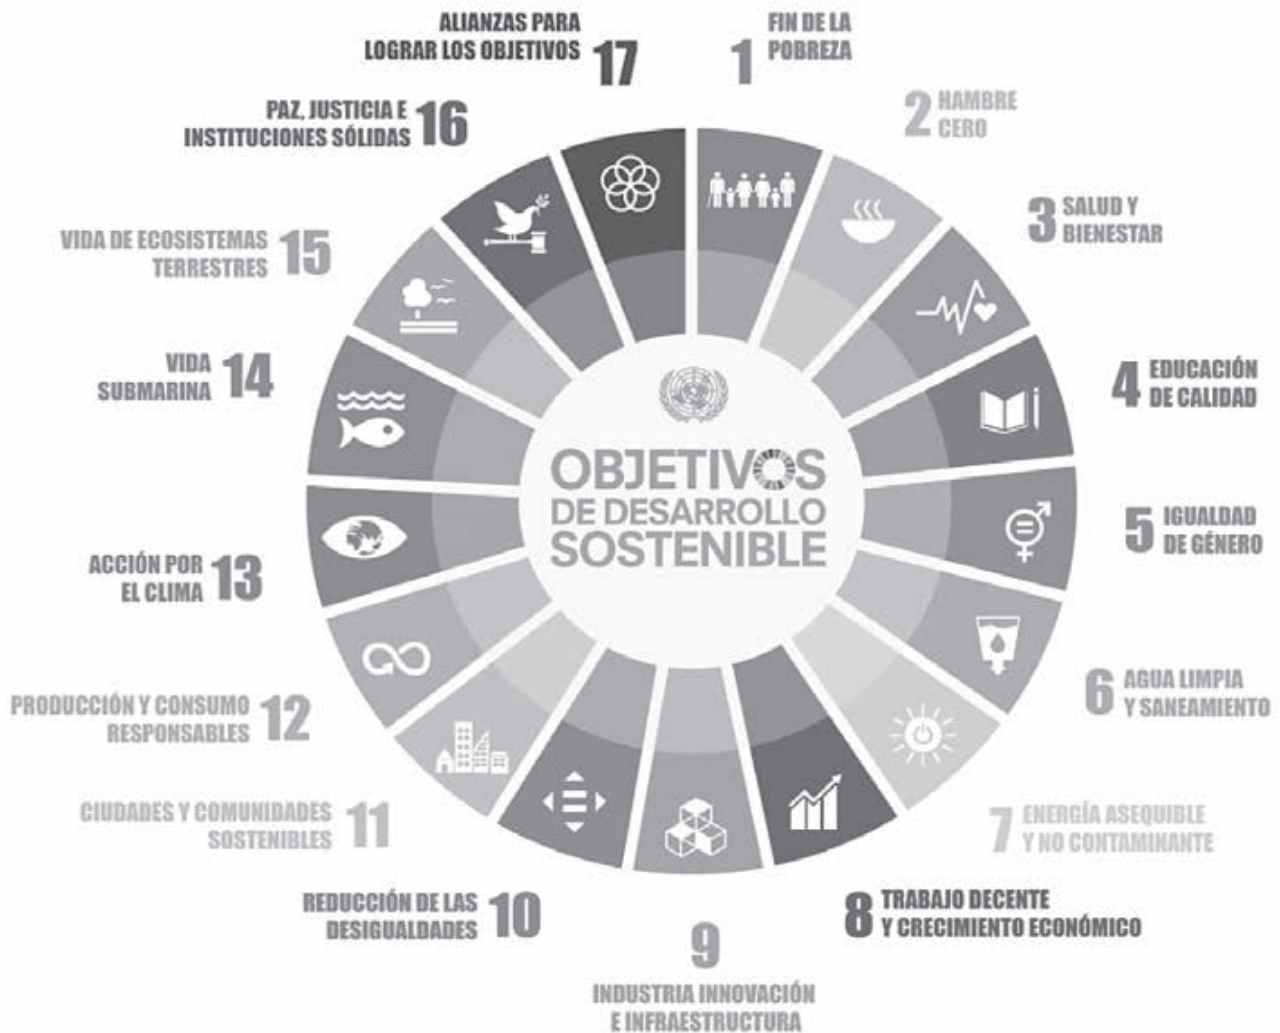 ALIANZAS PARA
LOGRAR LOS OBJETIVOS
17
1
FIN DE LA
POBREZA
2
HAMBRE
CERO
3
SALUD Y
BIENESTAR
4
EDUCACIÓN
DE CALIDAD
5
IGUALDAD
DE GÉNERO
6
AGUA LIMPIA
Y SANEAMIENTO
7
ENERGÍA ASEQUIBLE
Y NO CONTAMINANTE
8
TRABAJO DECENTE
Y CRECIMIENTO ECONÓMICO
9
INDUSTRIA INNOVACIÓN
E INFRAESTRUCTURA
REDUCCIÓN DE LAS
DESIGUALDADES
10
CIUDADES Y COMUNIDADES
SOSTENIBLES
11
PRODUCCIÓN Y CONSUMO
RESPONSABLES
12
ACCIÓN POR
EL CLIMA
13
VIDA
SUBMARINA
14
VIDA DE ECOSISTEMAS
TERRESTRES
15
PAZ, JUSTICIA E
INSTITUCIONES SÓLIDAS
16
OBJETIVOS
DE DESARROLLO
SOSTENIBLE